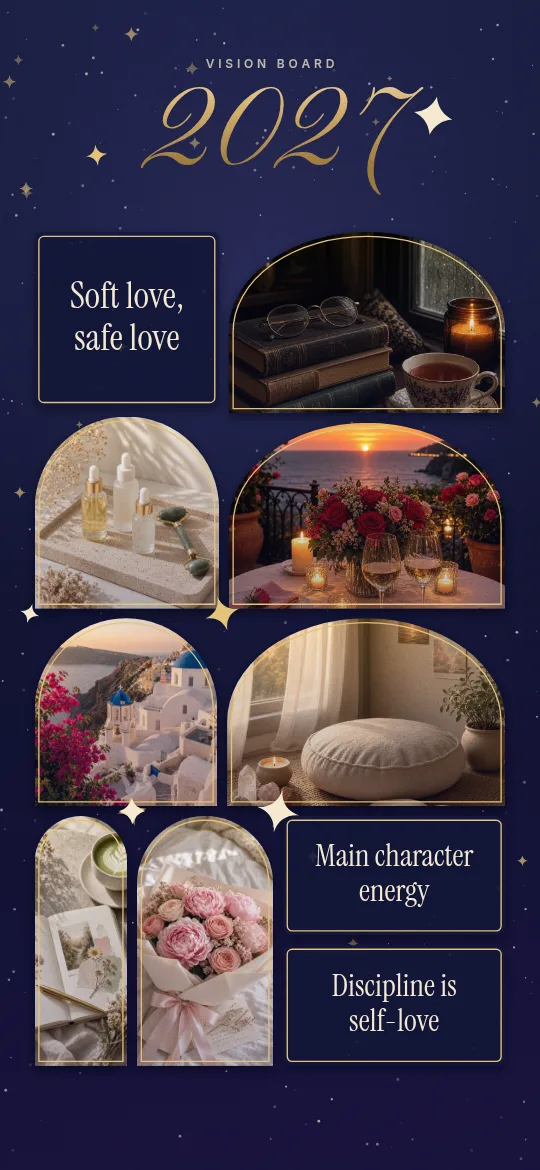 VISION BOARD
2027
Soft love,
safe love
Main character
energy
Discipline is
self-love